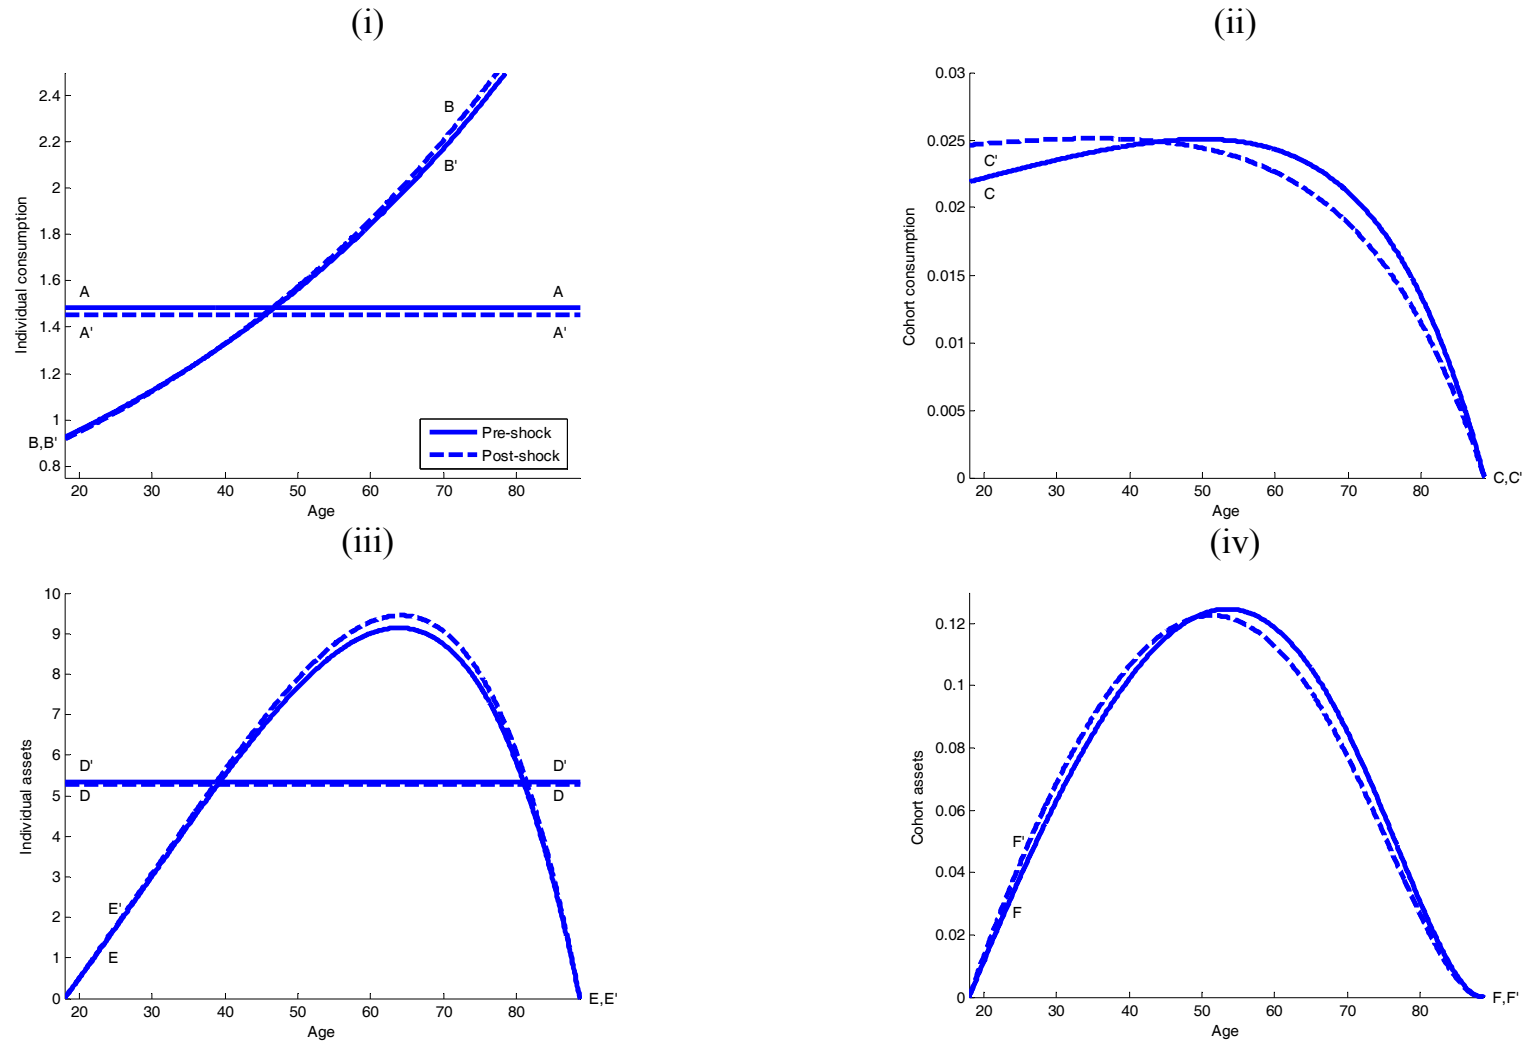 (i)
(ii)
Individual consumption
2.4
2.2
2
1.8
1.6
1.4
1.2
1
0.8
B
B'
A
A
A'
A'
B,B'
Pre-shock
Post-shock
20 30 40 50 60 70 80
Age
Cohort consumption
0.03
0.025
0.02
0.015
0.01
0.005
0
C'
C
C,C'
20 30 40 50 60 70 80
Age
(iii)
(iv)
Individual assets
10
9
8
7
6
5
4
3
2
1
0
D'
D'
D
D
E'
E
E,E'
20 30 40 50 60 70 80
Age
Cohort assets
0.12
0.1
0.08
0.06
0.04
0.02
0
F'
F
F,F'
20 30 40 50 60 70 80
Age